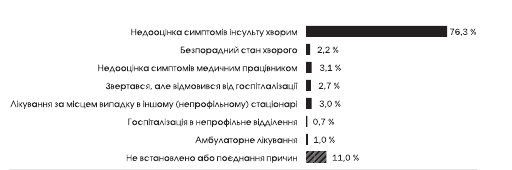 Недооцінка симптомів інсульту хворим 76,3 %
Безпорадний стан хворого 2,2 %
Недооцінка симптомів медичним працівником 3,1 %
Звертався, але відмовився від госпіталізації 2,7 %
Лікування за місцем випадку в іншому (непрофільному) стаціонарі 3,0 %
Госпіталізація в непрофільне відділення 0,7 %
Амбулаторне лікування 1,0 %
Не встановлено або поєднання причин 11,0 %